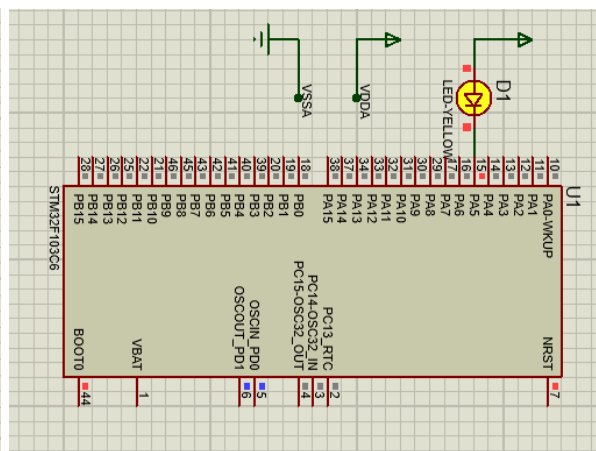 U1
10 PA0-WKUP NRST 7
11 PA1
12 PA2
13 PA3
14 PA4
15 PA5
16 PA6
17 PA7
29 PA8
30 PA9
31 PA10
32 PA11
33 PA12
34 PA13
37 PA14
38 PA15 PC13_RTC 2
PC14-OSC32_IN 3
18 PB0 PC15-OSC32_OUT 4
19 PB1
20 PB2
39 PB3 OSCIN_PD0 5
40 PB4 OSCOUT_PD1 6
41 PB5
42 PB6
43 PB7
45 PB8
46 PB9
21 PB10
22 PB11 VBAT 1
25 PB12
26 PB13
27 PB14
28 PB15 BOOT0 44
STM32F103C6
D1
LED-YELLOW
VDDA
VSSA